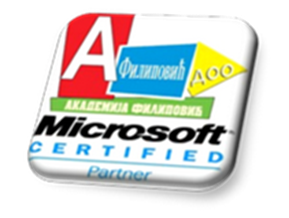 А
Филиповић
ДОО
АКАДЕМИЈА ФИЛИПОВИЋ
Microsoft
CERTIFIED
Partner